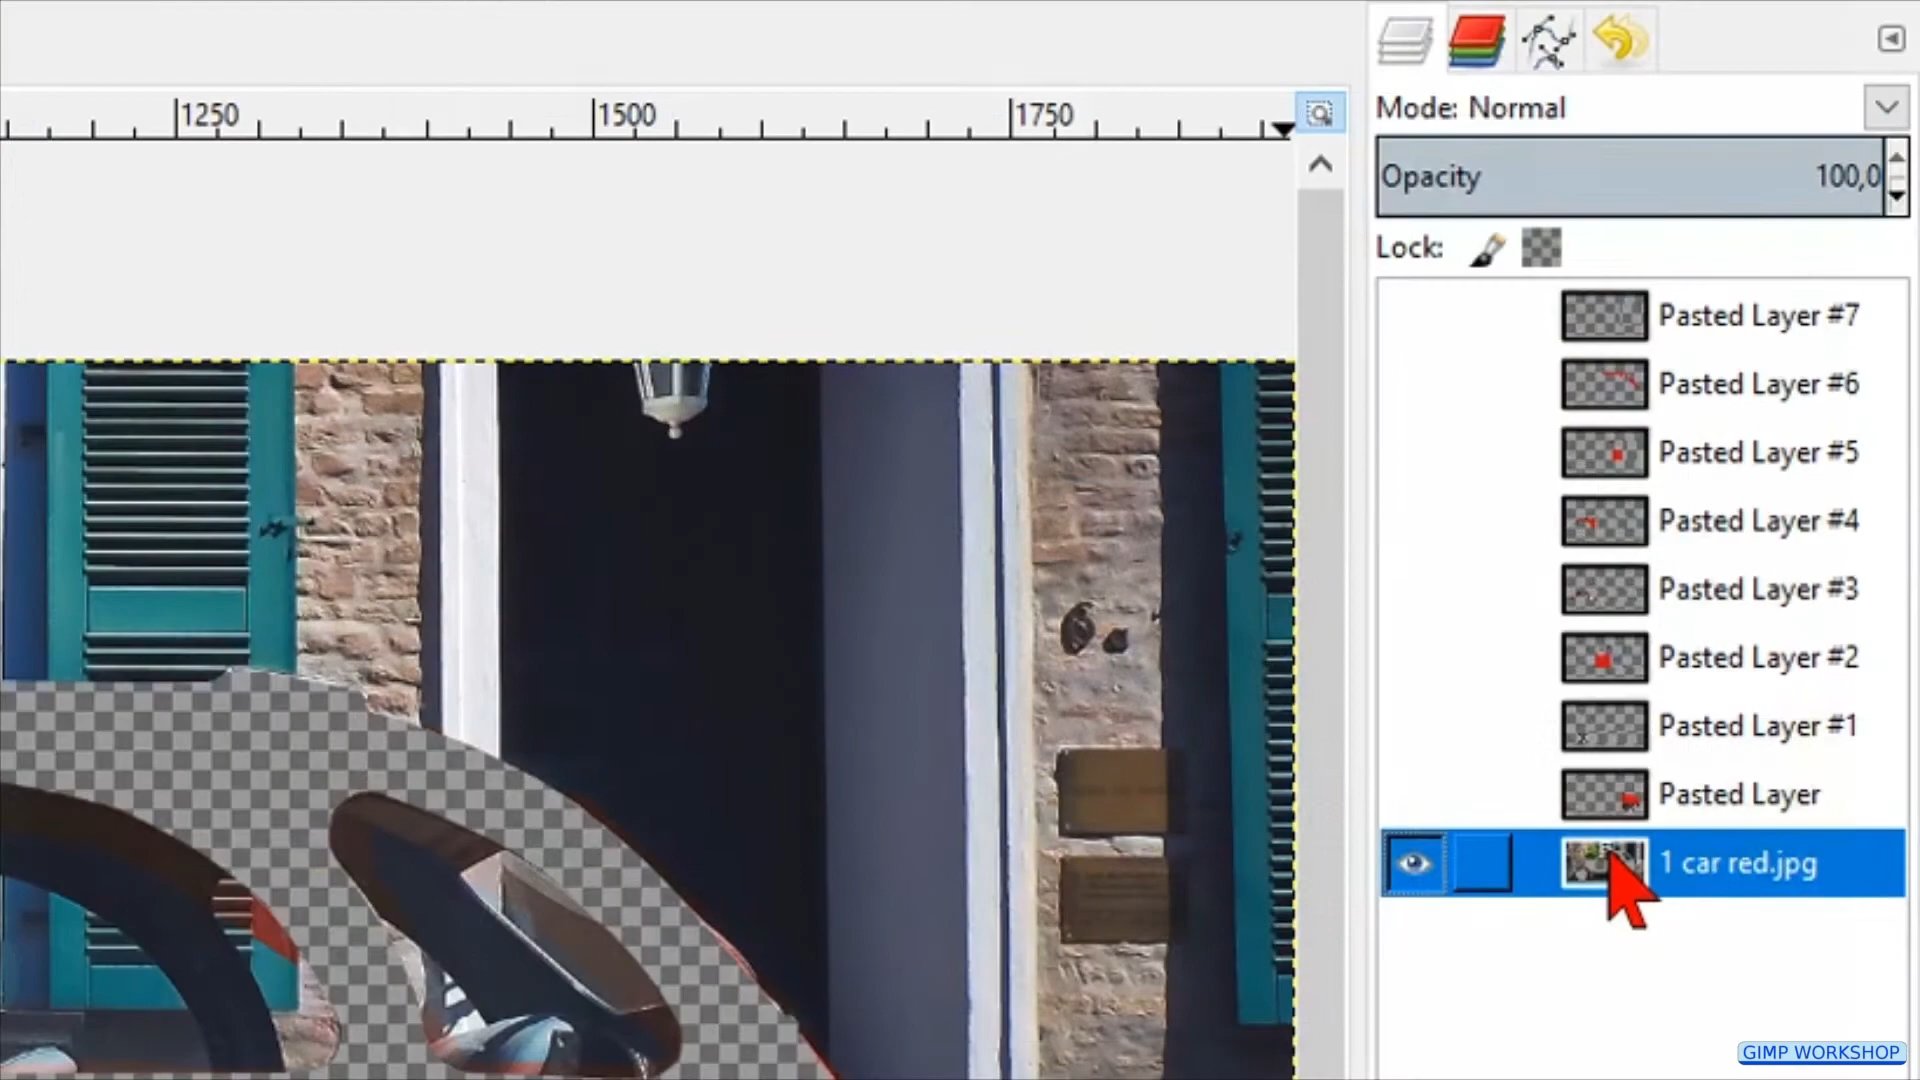 1250
1500
1750
Mode: Normal
Opacity 100,0
Lock:
Pasted Layer #7
Pasted Layer #6
Pasted Layer #5
Pasted Layer #4
Pasted Layer #3
Pasted Layer #2
Pasted Layer #1
Pasted Layer
1 car red.jpg
GIMP WORKSHOP